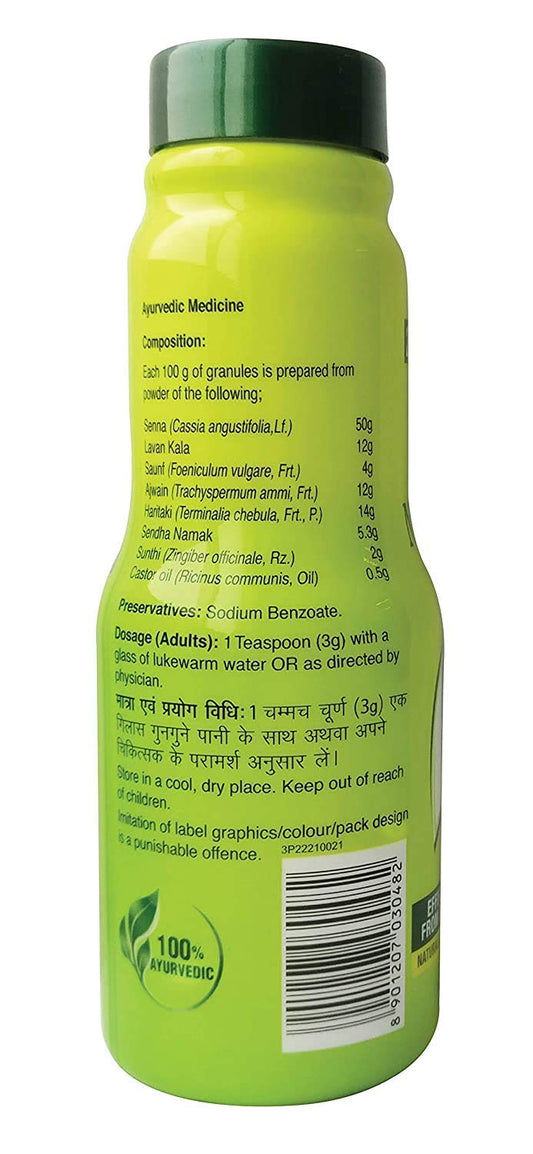 Ayurvedic Medicine
Composition:
Each 100 g of granules is prepared from
powder of the following;
Senna (Cassia angustifolia,Lf.) 50g
Lavan Kala 12g
Saunf (Foeniculum vulgare, Frt.) 4g
Ajwain (Trachyspermum ammi, Frt.) 12g
Haritaki (Terminalia chebula, Frt., P.) 14g
Sendha Namak 5.3g
Sunthi (Zingiber officinale, Rz.) 2g
Castor oil (Ricinus communis, Oil) 0.5g
Preservatives: Sodium Benzoate.
Dosage (Adults): 1 Teaspoon (3g) with a
glass of lukewarm water OR as directed by
physician.
मात्रा एवं प्रयोग विधि: 1 चम्मच चूर्ण (3g) एक
गिलास गुनगुने पानी के साथ अथवा अपने
चिकित्सक के परामर्श अनुसार लें।
Store in a cool, dry place. Keep out of reach
of children.
Imitation of label graphics/colour/pack design
is a punishable offence.
3P22210021
100%
AYURVEDIC
8 901207 030482
FROM